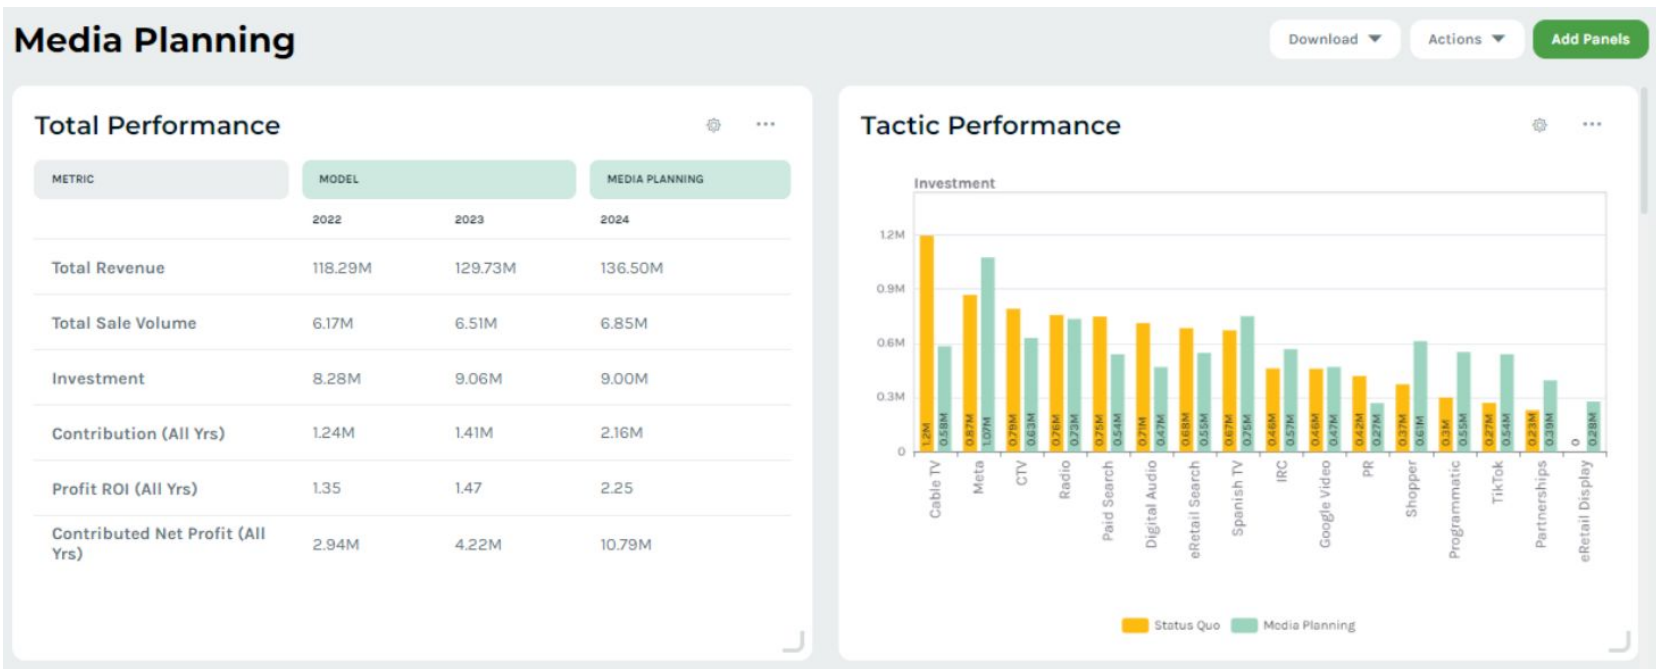 Media Planning
Download
Actions
Add Panels
Total Performance
METRIC MODEL MEDIA PLANNING
2022 2023 2024
Total Revenue 118.29M 129.73M 136.50M
Total Sale Volume 6.17M 6.51M 6.85M
Investment 8.28M 9.06M 9.00M
Contribution (All Yrs) 1.24M 1.41M 2.16M
Profit ROI (All Yrs) 1.35 1.47 2.25
Contributed Net Profit (All
Yrs) 2.94M 4.22M 10.79M
Tactic Performance
Investment
1.2M
0.9M
0.6M
0.3M
0
1.2M 0.58M 0.87M 1.07M 0.79M 0.63M 0.76M 0.73M 0.75M 0.54M 0.71M 0.47M 0.68M 0.55M 0.67M 0.75M 0.46M 0.57M 0.46M 0.47M 0.42M 0.27M 0.37M 0.61M 0.3M 0.55M 0.27M 0.54M 0.23M 0.39M 0 0.28M
Cable TV
Meta
CTV
Radio
Paid Search
Digital Audio
eRetail Search
Spanish TV
IRC
Google Video
PR
Shopper
Programmatic
TikTok
Partnerships
eRetail Display
Status Quo Media Planning